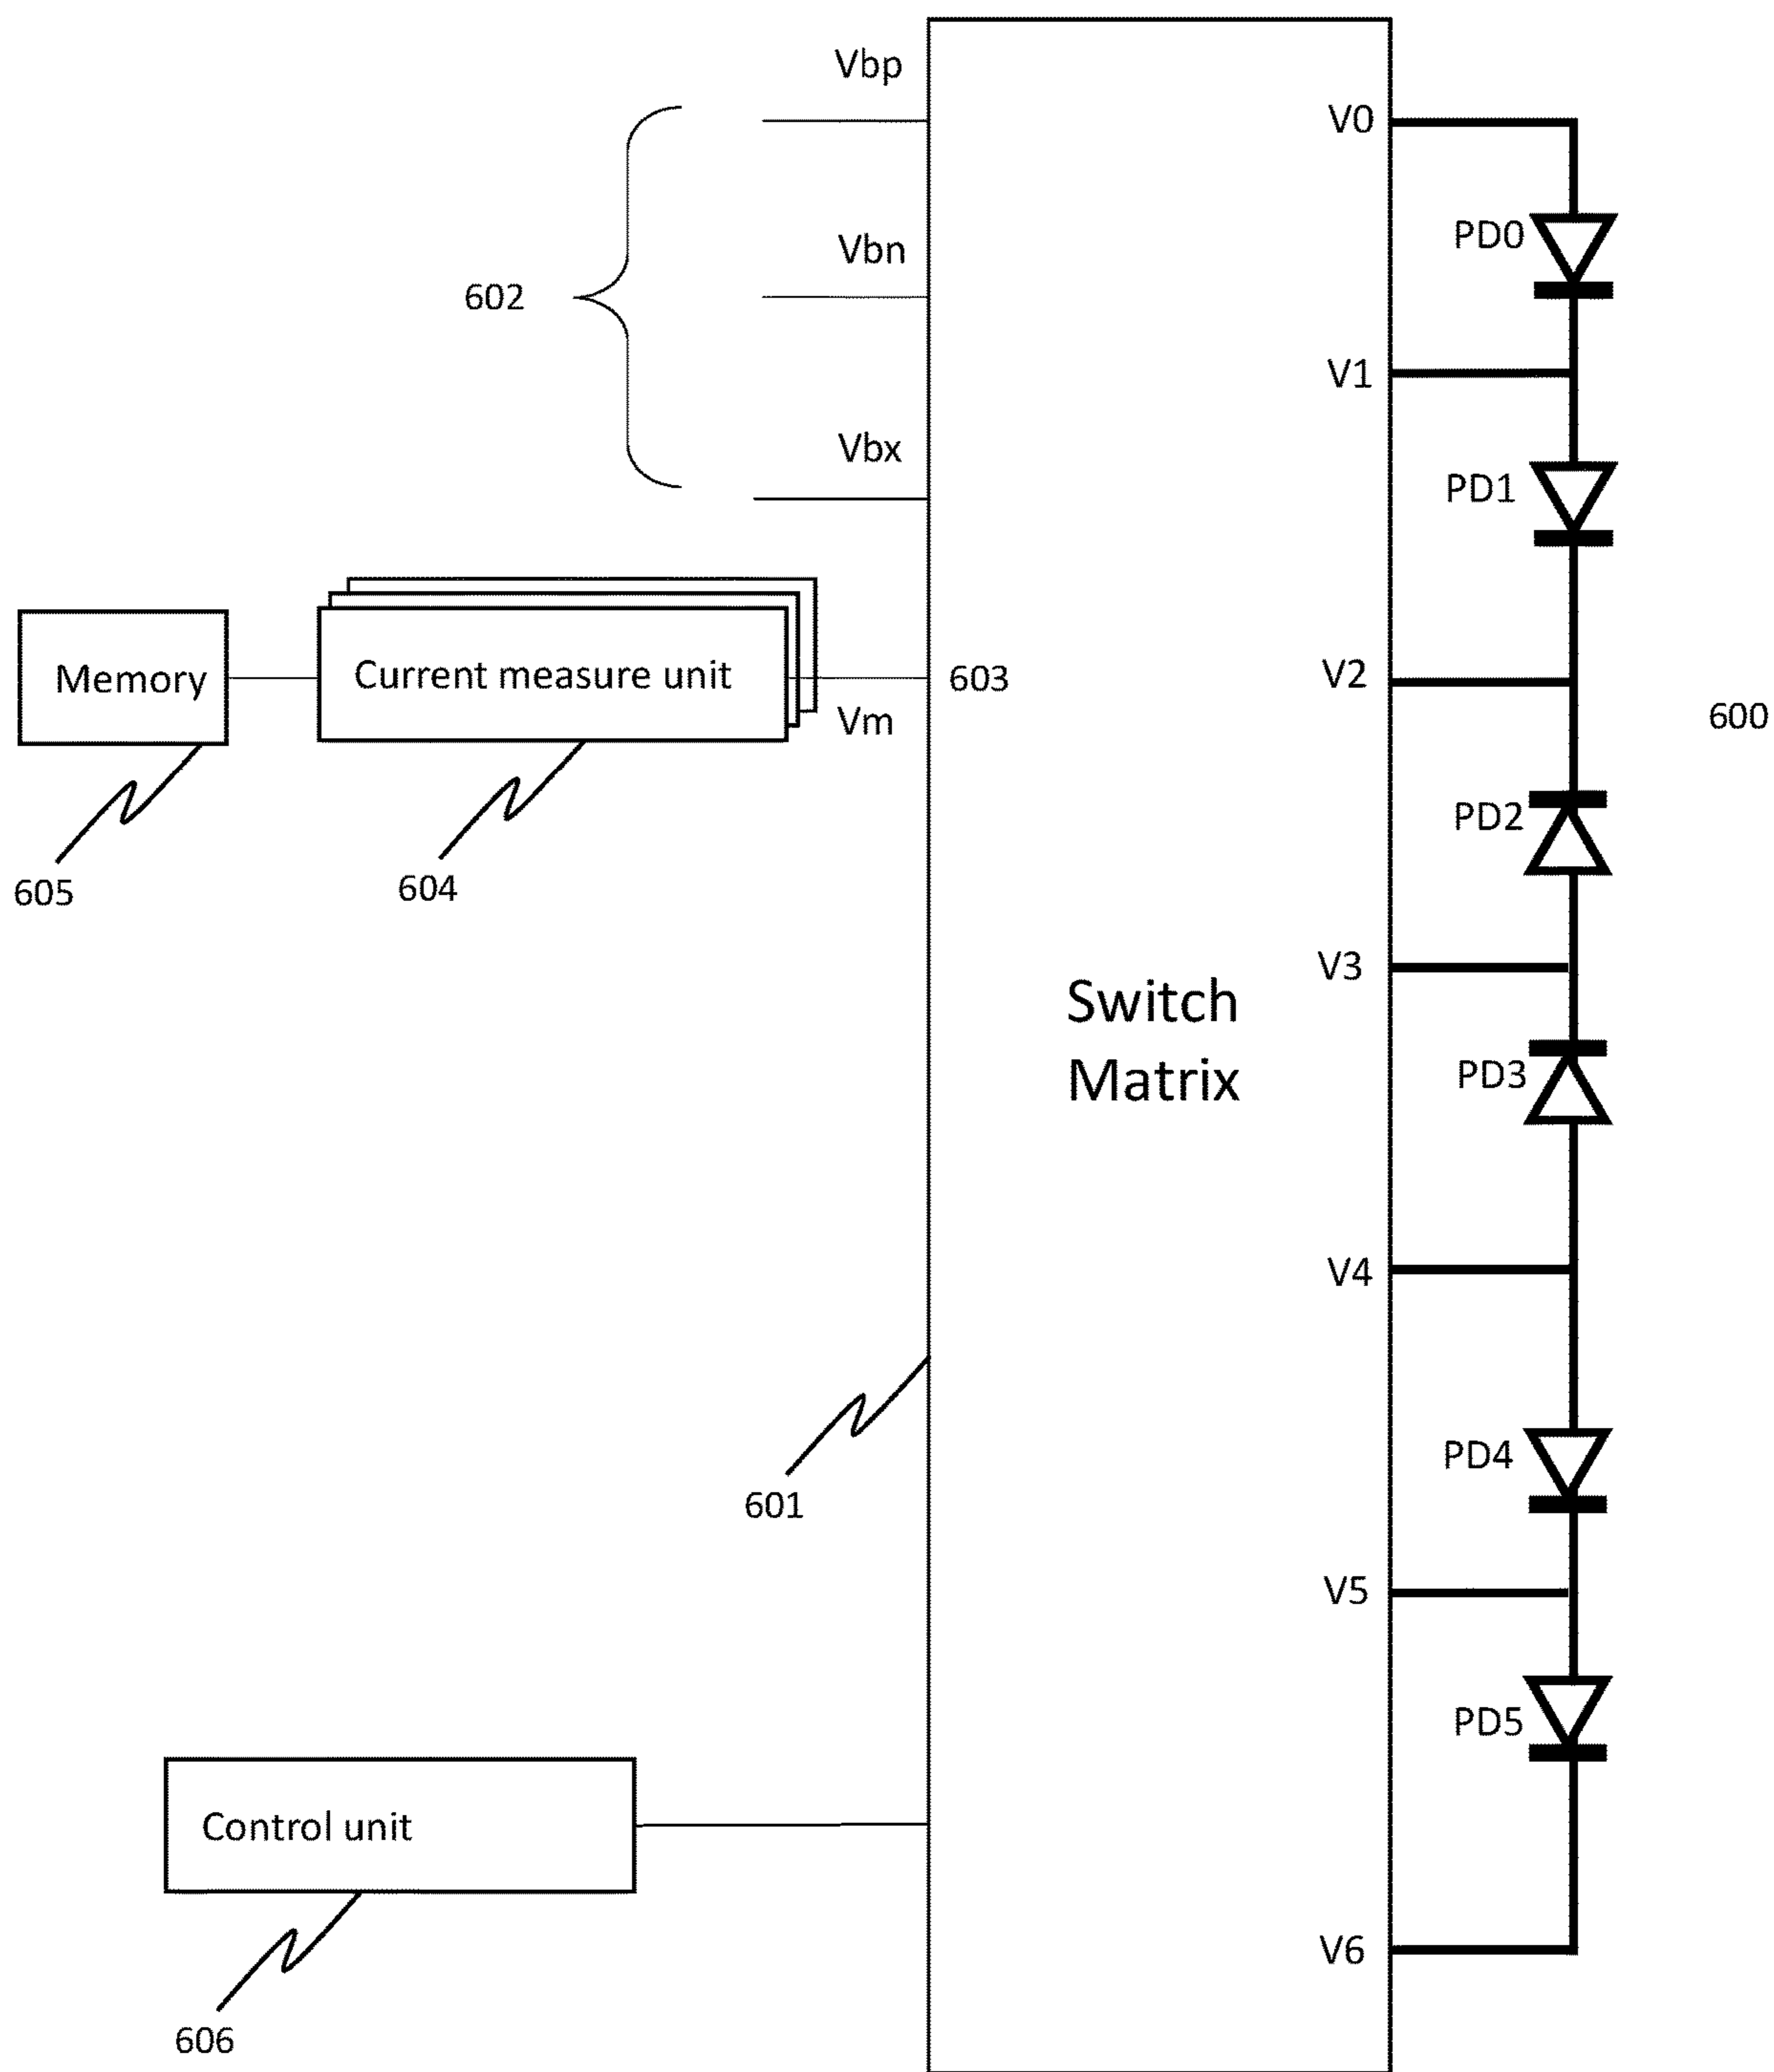 Vbp
V0
PD0
Vbn
602
V1
Vbx
PD1
Memory
Current measure unit
603
V2
600
Vm
PD2
605
604
V3
Switch
Matrix
PD3
V4
PD4
601
V5
PD5
Control unit
V6
606